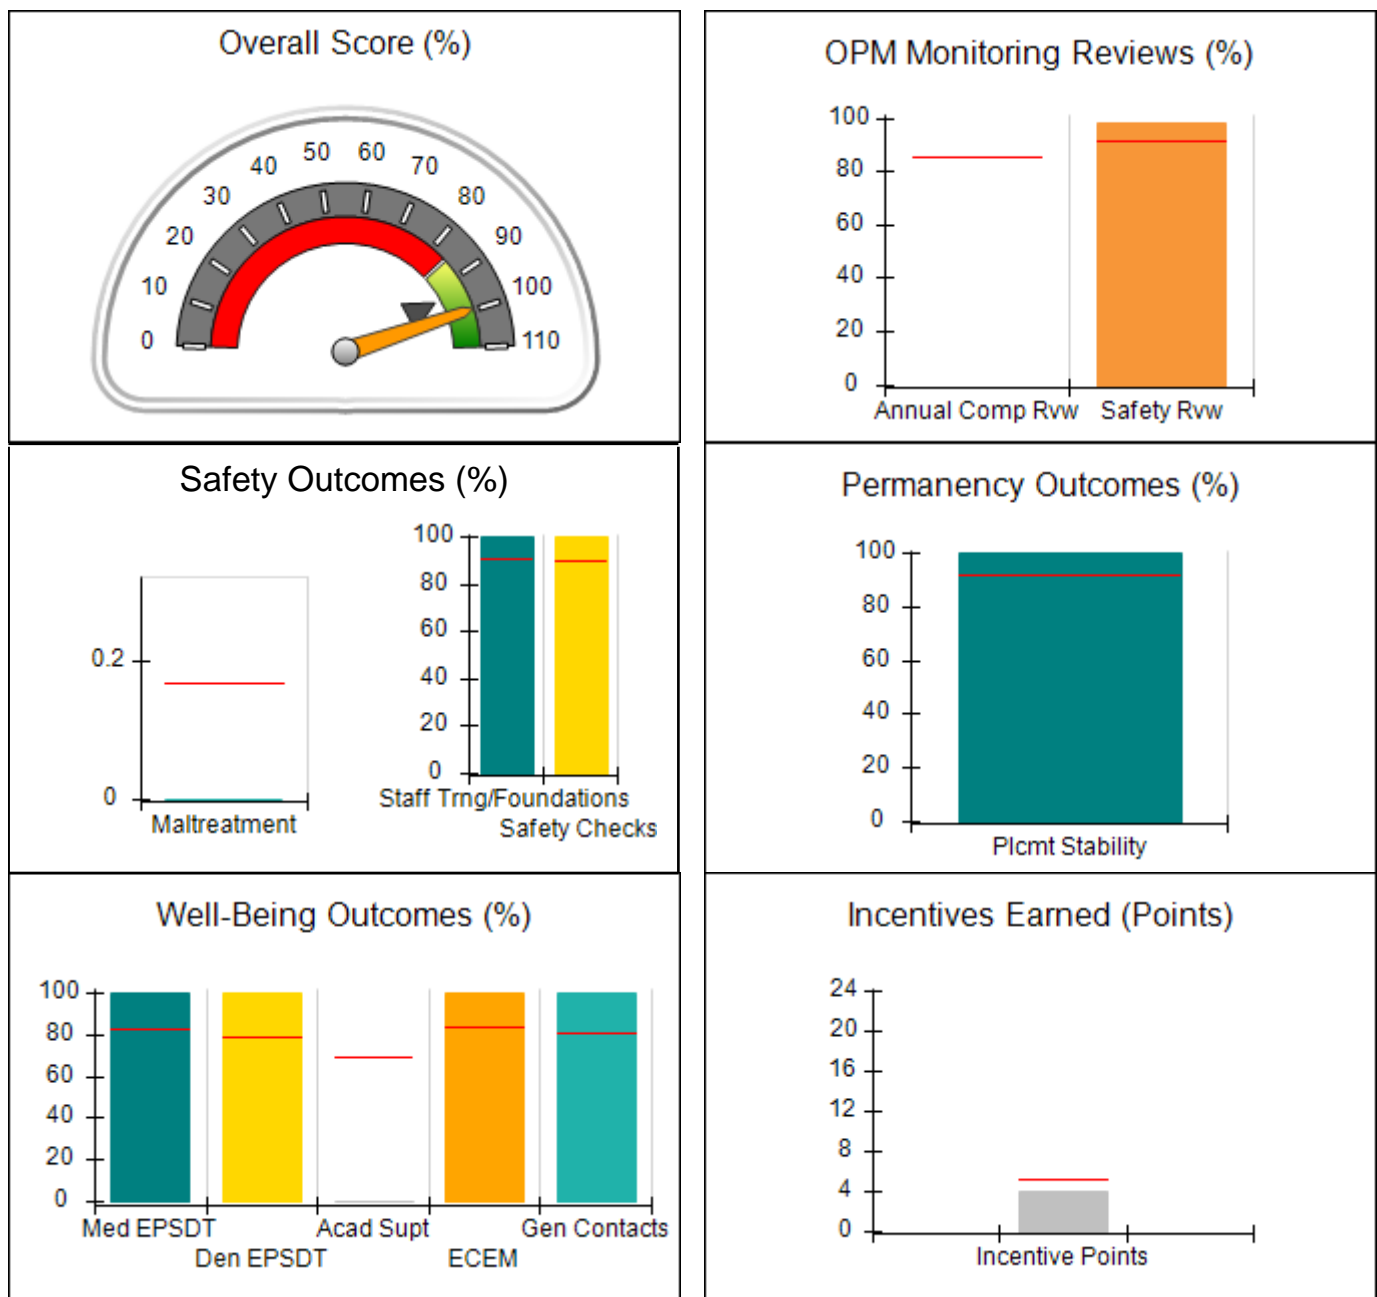 Overall Score (%)
0 10 20 30 40 50 60 70 80 90 100 110
OPM Monitoring Reviews (%)
100
80
60
40
20
0
Annual Comp Rvw Safety Rvw
Safety Outcomes (%)
0.2
0
Maltreatment
100
80
60
40
20
0
Staff Trng/Foundations
Safety Checks
Permanency Outcomes (%)
100
80
60
40
20
0
Plcmt Stability
Well-Being Outcomes (%)
100
80
60
40
20
0
Med EPSDT Acad Supt Gen Contacts
Den EPSDT ECEM
Incentives Earned (Points)
24
20
16
12
8
4
0
Incentive Points